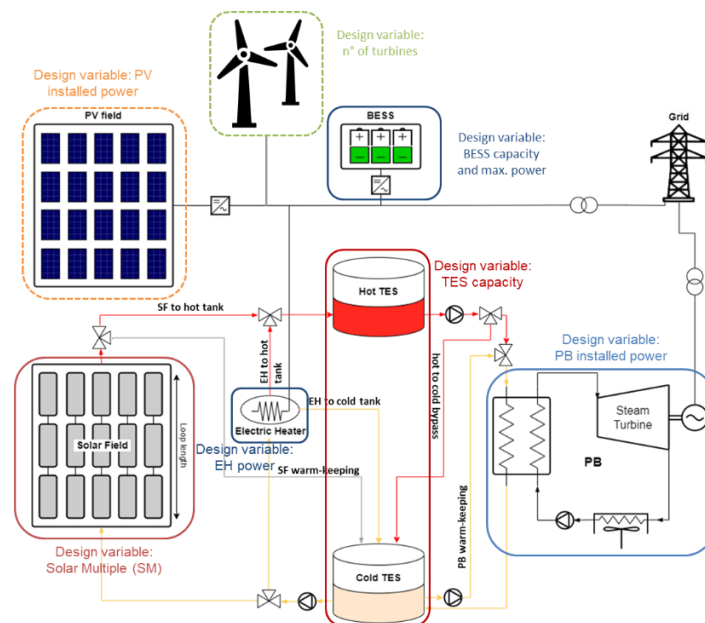 Design variable:
n° of turbines
Design variable: PV
installed power
PV field
BESS
Design variable:
BESS capacity
and max. power
Grid
Hot TES
Design variable:
TES capacity
SF to hot tank
EH to hot
tank
hot to cold bypass
Design variable:
PB installed power
Solar Field
Loop length
Electric Heater
EH to cold tank
Design variable:
EH power
SF warm-keeping
Steam
Turbine
PB
PB warm-keeping
Design variable:
Solar Multiple (SM)
Cold TES